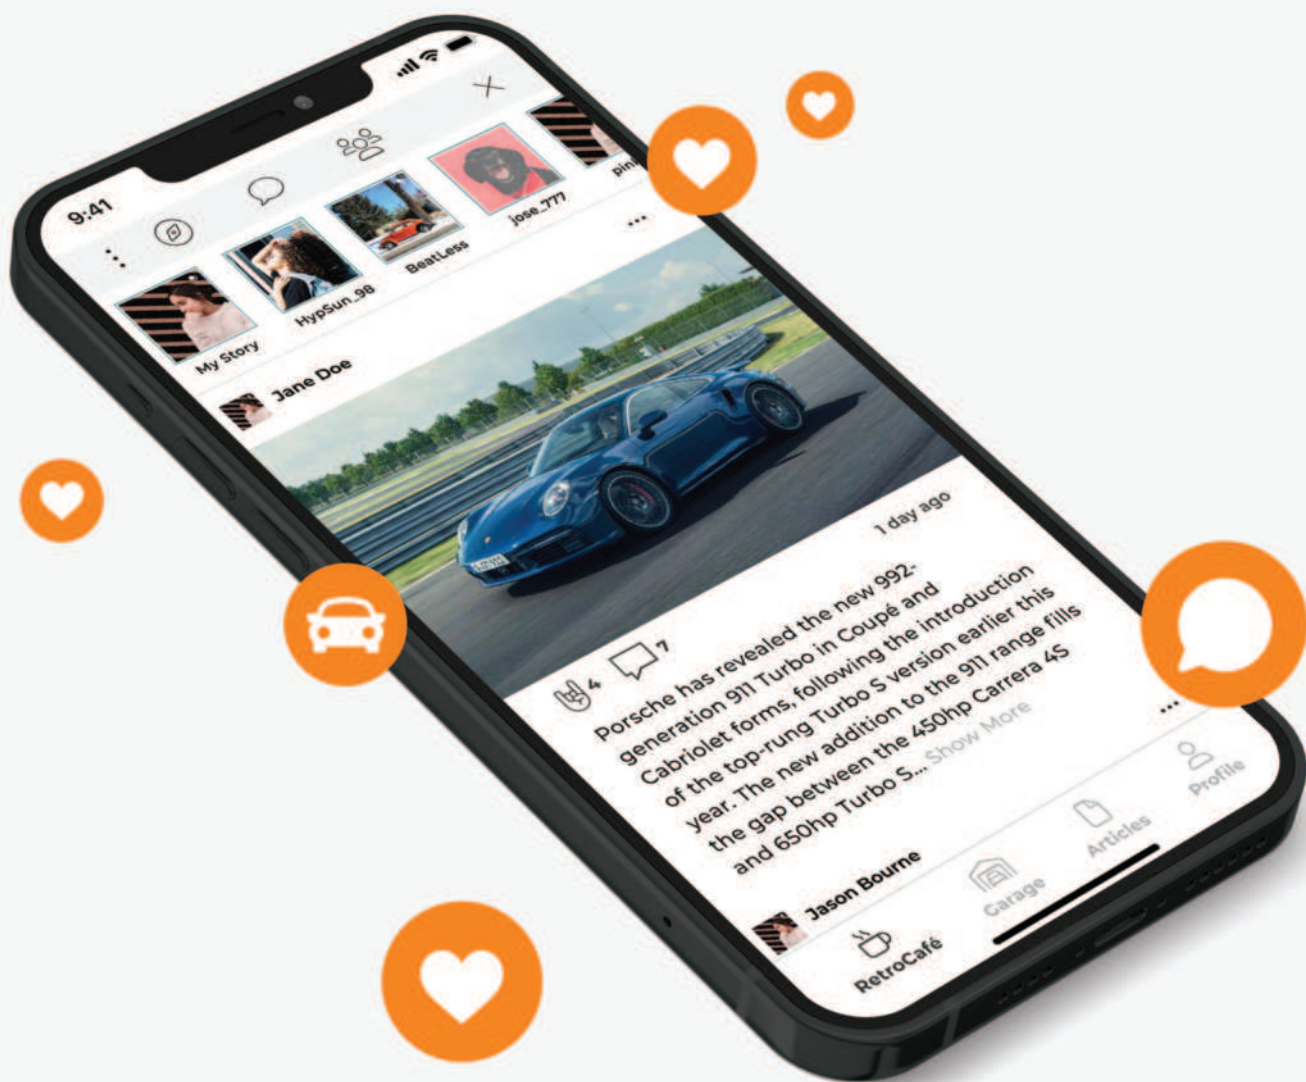 9:41
My Story
HypSun_98
BeatLess
jose_777
Jane Doe
1 day ago
4
7
Porsche has revealed the new 992-
generation 911 Turbo in Coupé and
Cabriolet forms, following the introduction
of the top-rung Turbo S version earlier this
year. The new addition to the 911 range fills
the gap between the 450hp Carrera 4S
and 650hp Turbo S... Show More
Jason Bourne
RetroCafé
Garage
Articles
Profile